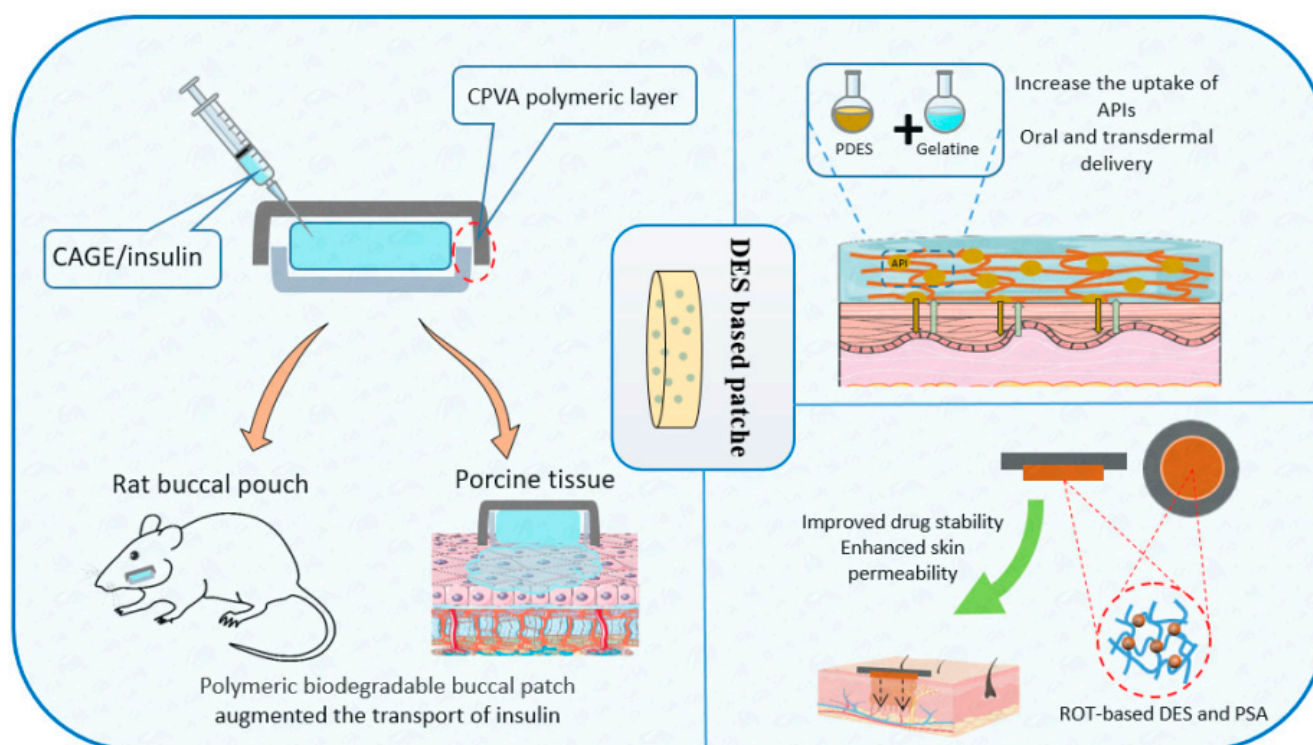 CPVA polymeric layer
CAGE/insulin
Rat buccal pouch
Porcine tissue
Polymeric biodegradable buccal patch
augmented the transport of insulin
DES based patche
PDES
+
Gelatine
Increase the uptake of
APIs
Oral and transdermal
delivery
API
Improved drug stability
Enhanced skin
permeability
ROT-based DES and PSA